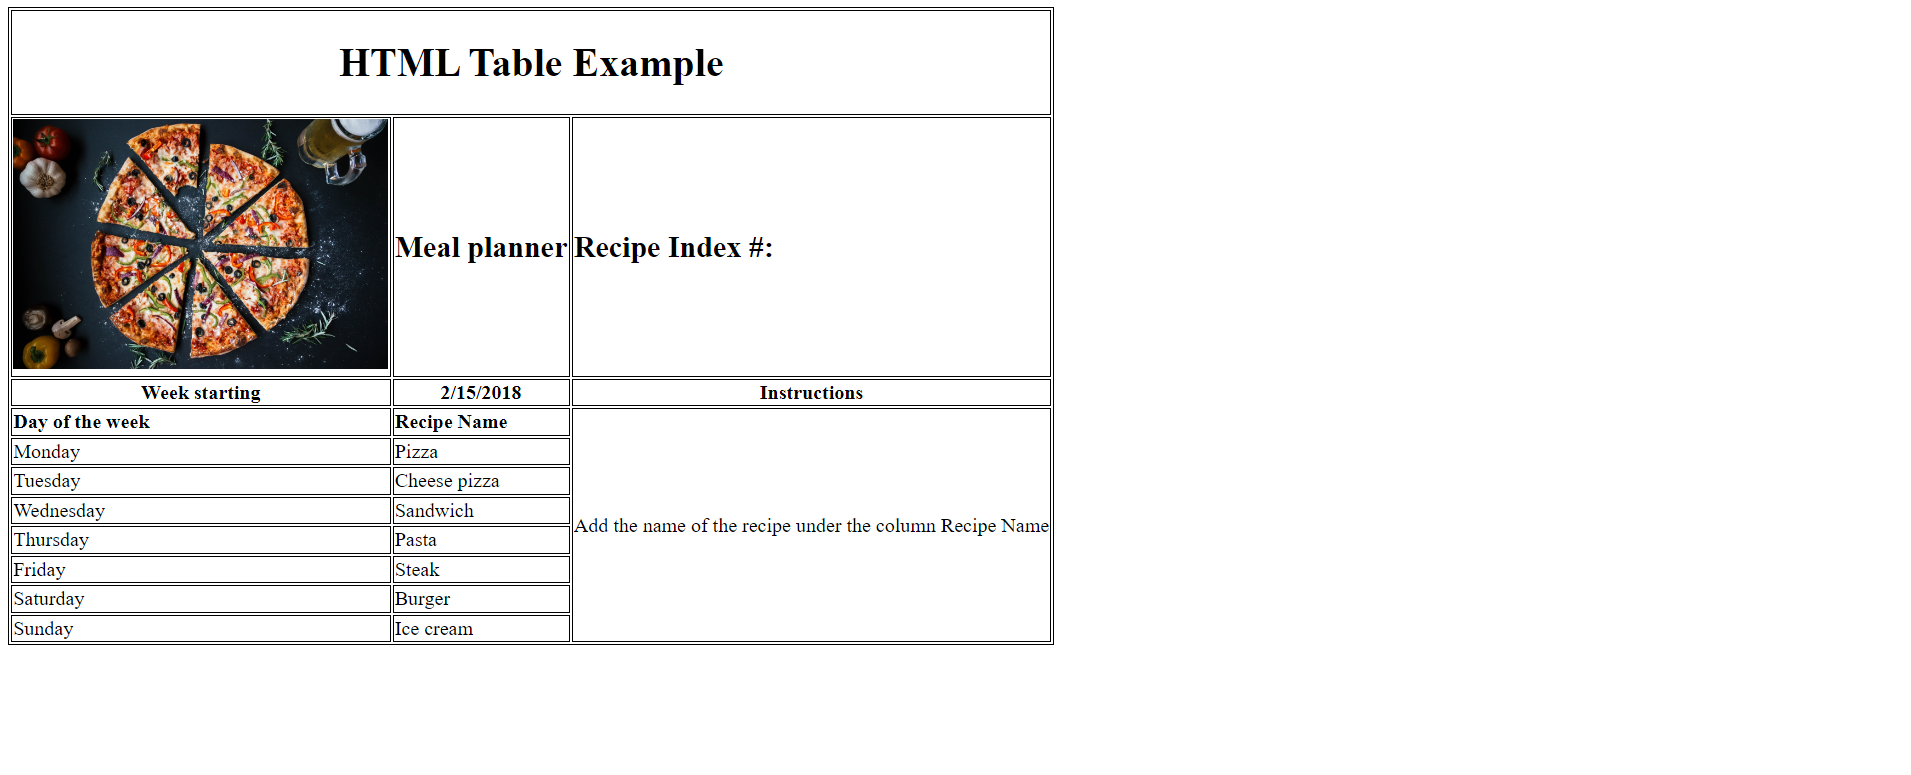 HTML Table Example
Meal planner Recipe Index #:
Week starting 2/15/2018 Instructions
Day of the week Recipe Name
Monday Pizza
Tuesday Cheese pizza
Wednesday Sandwich
Add the name of the recipe under the column Recipe Name
Thursday Pasta
Friday Steak
Saturday Burger
Sunday Ice cream